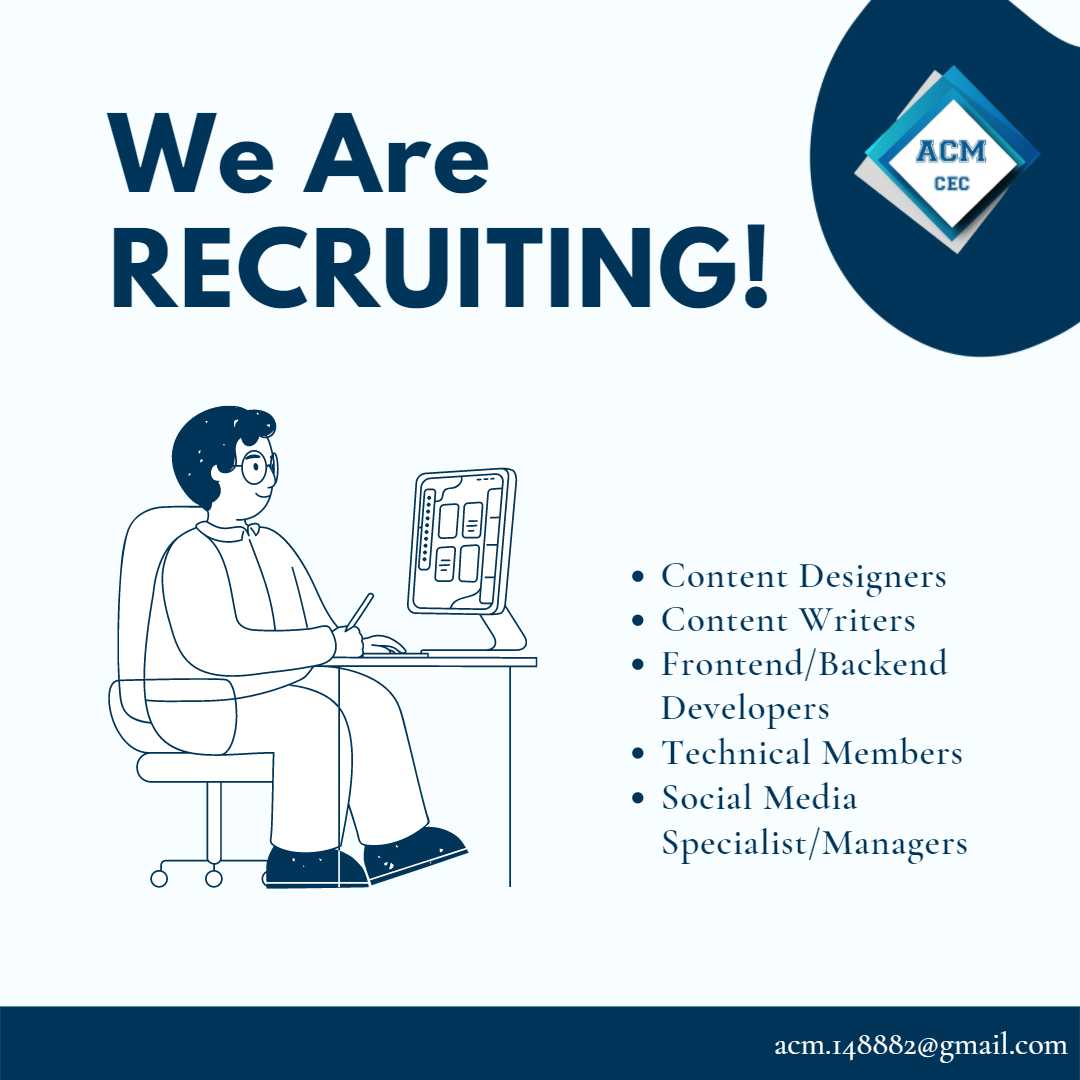 We Are
RECRUITING!
ACM
CEC
• Content Designers
• Content Writers
• Frontend/Backend
Developers
• Technical Members
• Social Media
Specialist/Managers
acm.148882@gmail.com